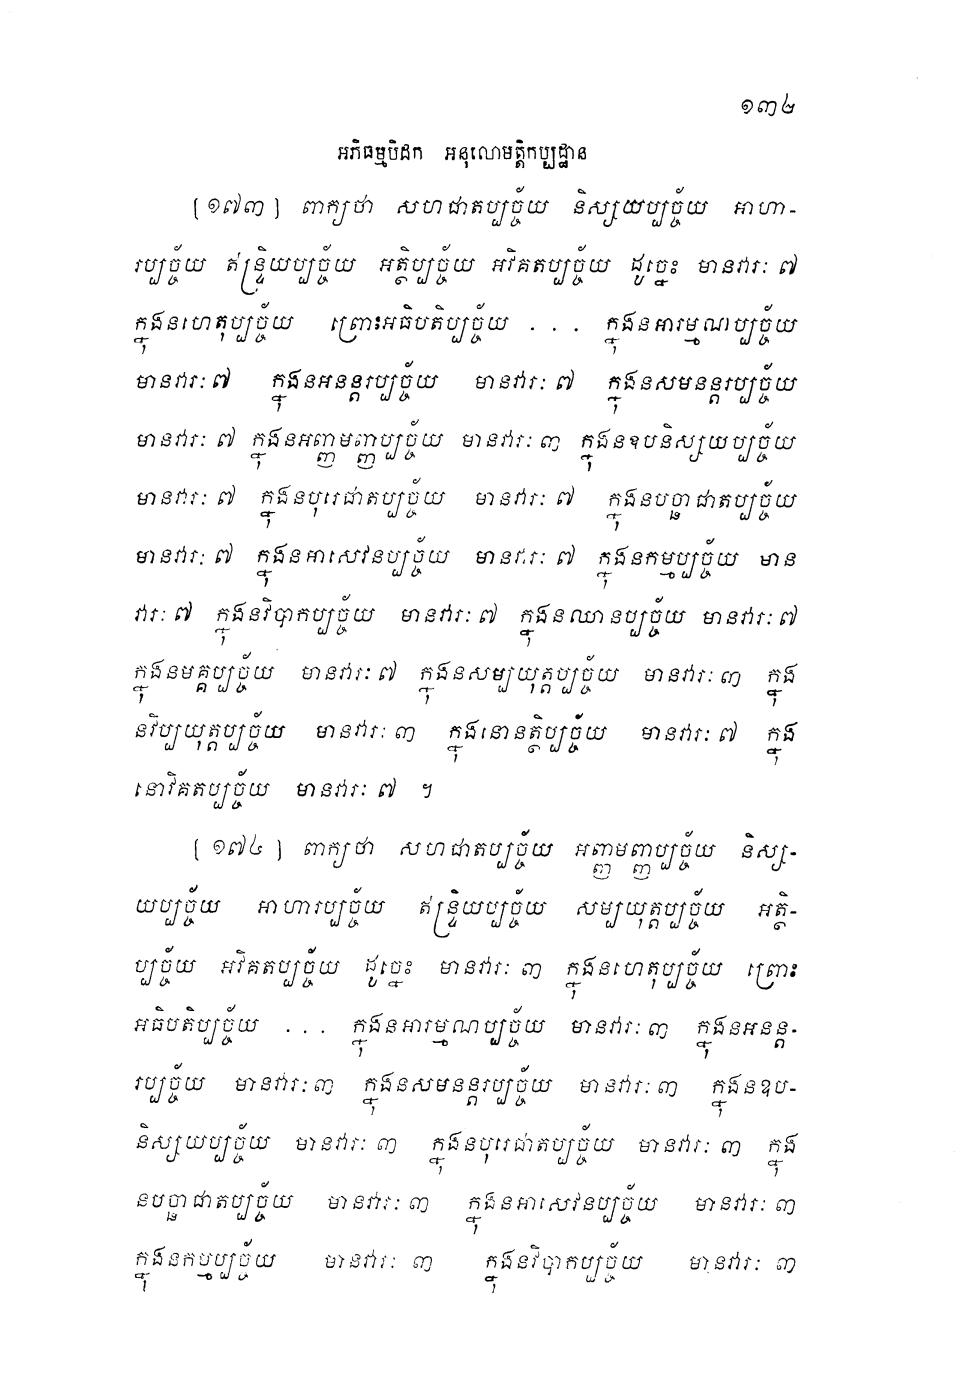 ១៣៤
អភិធម្មបិដក អនុលោមត្តិកប្បដ្ឋាន
[១៧៣] ពាក្យថា សហជាតប្បច្ច័យ និស្សយប្បច្ច័យ អាហា-
រប្បច្ច័យ ឥន្ទ្រិយប្បច្ច័យ អត្ថិប្បច្ច័យ អវិគតប្បច្ច័យ ដូច្នេះ មានវារៈ ៧
ក្នុងនហេតុប្បច្ច័យ ព្រោះអធិបតិប្បច្ច័យ . . . ក្នុងនអារម្មណប្បច្ច័យ
មានវារៈ ៧ ក្នុងនអនន្តរប្បច្ច័យ មានវារៈ ៧ ក្នុងនសមនន្តរប្បច្ច័យ
មានវារៈ ៧ ក្នុងនអញ្ញមញ្ញប្បច្ច័យ មានវារៈ ៣ ក្នុងនឧបនិស្សយប្បច្ច័យ
មានវារៈ ៧ ក្នុងនបុរេជាតប្បច្ច័យ មានវារៈ ៧ ក្នុងនបច្ឆាជាតប្បច្ច័យ
មានវារៈ ៧ ក្នុងនអាសេវនប្បច្ច័យ មានវារៈ ៧ ក្នុងនកម្មប្បច្ច័យ មាន
វារៈ ៧ ក្នុងនវិបាកប្បច្ច័យ មានវារៈ ៧ ក្នុងនឈានប្បច្ច័យ មានវារៈ ៧
ក្នុងនមគ្គប្បច្ច័យ មានវារៈ ៧ ក្នុងនសម្បយុត្តប្បច្ច័យ មានវារៈ ៣ ក្នុង
នវិប្បយុត្តប្បច្ច័យ មានវារៈ ៣ ក្នុងនោនត្ថិប្បច្ច័យ មានវារៈ ៧ ក្នុង
នោវិគតប្បច្ច័យ មានវារៈ ៧ ។
[១៧៤] ពាក្យថា សហជាតប្បច្ច័យ អញ្ញមញ្ញប្បច្ច័យ និស្ស-
យប្បច្ច័យ អាហារប្បច្ច័យ ឥន្ទ្រិយប្បច្ច័យ សម្បយុត្តប្បច្ច័យ អត្ថិ-
ប្បច្ច័យ អវិគតប្បច្ច័យ ដូច្នេះ មានវារៈ ៣ ក្នុងនហេតុប្បច្ច័យ ព្រោះ
អធិបតិប្បច្ច័យ . . . ក្នុងនអារម្មណប្បច្ច័យ មានវារៈ ៣ ក្នុងនអនន្ត-
រប្បច្ច័យ មានវារៈ ៣ ក្នុងនសមនន្តរប្បច្ច័យ មានវារៈ ៣ ក្នុងនឧប-
និស្សយប្បច្ច័យ មានវារៈ ៣ ក្នុងនបុរេជាតប្បច្ច័យ មានវារៈ ៣ ក្នុង
នបច្ឆាជាតប្បច្ច័យ មានវារៈ ៣ ក្នុងនអាសេវនប្បច្ច័យ មានវារៈ ៣
ក្នុងនកម្មប្បច្ច័យ មានវារៈ ៣ ក្នុងនវិបាកប្បច្ច័យ មានវារៈ ៣